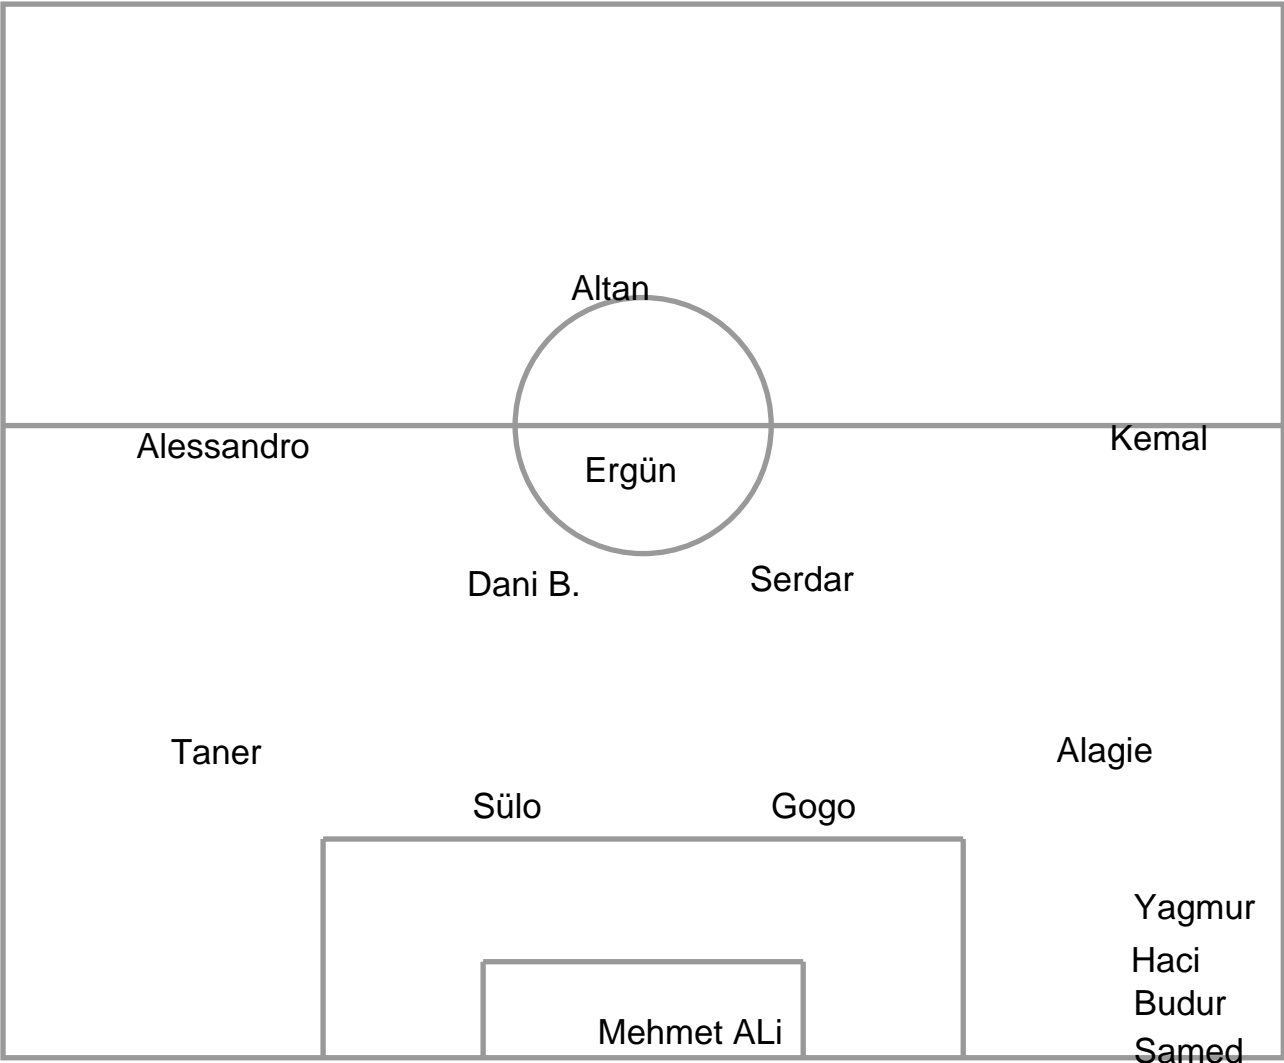 Altan
Alessandro
Kemal
Ergün
Dani B.
Serdar
Taner
Alagie
Sülo
Gogo
Yagmur
Haci
Budur
Mehmet ALi
Samed